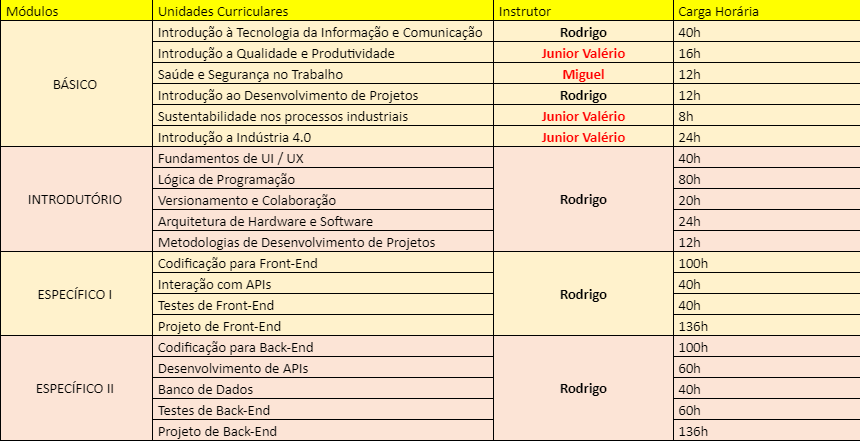 Módulos Unidades Curriculares Instrutor Carga Horária
BÁSICO
Introdução à Tecnologia da Informação e Comunicação Rodrigo 40h
Introdução a Qualidade e Produtividade Junior Valério 16h
Saúde e Segurança no Trabalho Miguel 12h
Introdução ao Desenvolvimento de Projetos Rodrigo 12h
Sustentabilidade nos processos industriais Junior Valério 8h
Introdução a Indústria 4.0 Junior Valério 24h
INTRODUTÓRIO
Rodrigo
Fundamentos de UI / UX 40h
Lógica de Programação 80h
Versionamento e Colaboração 20h
Arquitetura de Hardware e Software 24h
Metodologias de Desenvolvimento de Projetos 12h
ESPECÍFICO I
Rodrigo
Codificação para Front-End 100h
Interação com APIs 40h
Testes de Front-End 40h
Projeto de Front-End 136h
ESPECÍFICO II
Rodrigo
Codificação para Back-End 100h
Desenvolvimento de APIs 60h
Banco de Dados 40h
Testes de Back-End 60h
Projeto de Back-End 136h